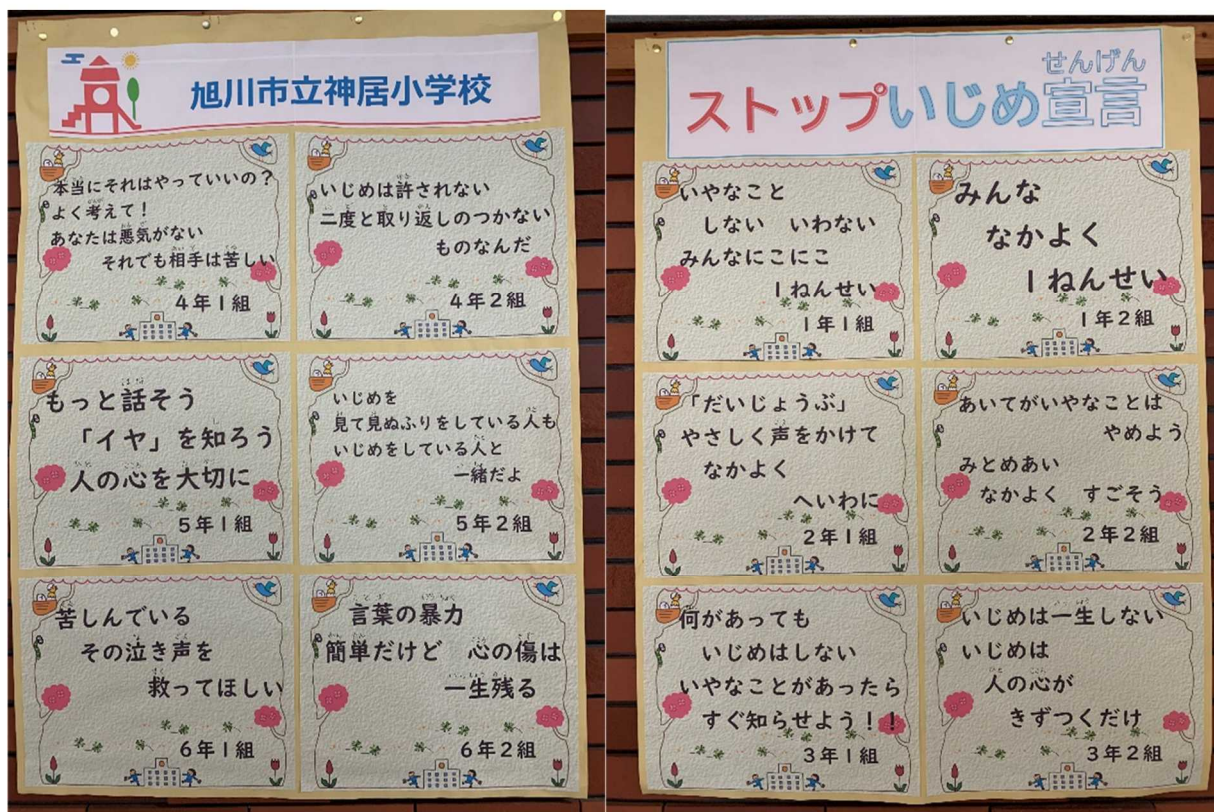 旭川市立神居小学校
本当にそれはやっていいの？
よく考えて！
あなたは悪気がない
それでも相手は苦しい
4年1組
いじめは許されない
二度と取り返しのつかない
ものなんだ
4年2組
もっと話そう
「イヤ」を知ろう
人の心を大切に
5年1組
いじめを
見て見ぬふりをしている人も
いじめをしている人と
一緒だよ
5年2組
苦しんでいる
その泣き声を
救ってほしい
6年1組
言葉の暴力
簡単だけど 心の傷は
一生残る
6年2組
せんげん
ストップいじめ宣言
いやなこと
しない いわない
みんなにこにこ
1ねんせい
1年1組
みんな
なかよく
1ねんせい
1年2組
「だいじょうぶ」
やさしく声をかけて
なかよく
へいわに
2年1組
あいてがいやなことは
やめよう
みとめあい
なかよく すごそう
2年2組
何があっても
いじめはしない
いやなことがあったら
すぐ知らせよう！！
3年1組
いじめは一生しない
いじめは
人の心が
きずつくだけ
3年2組